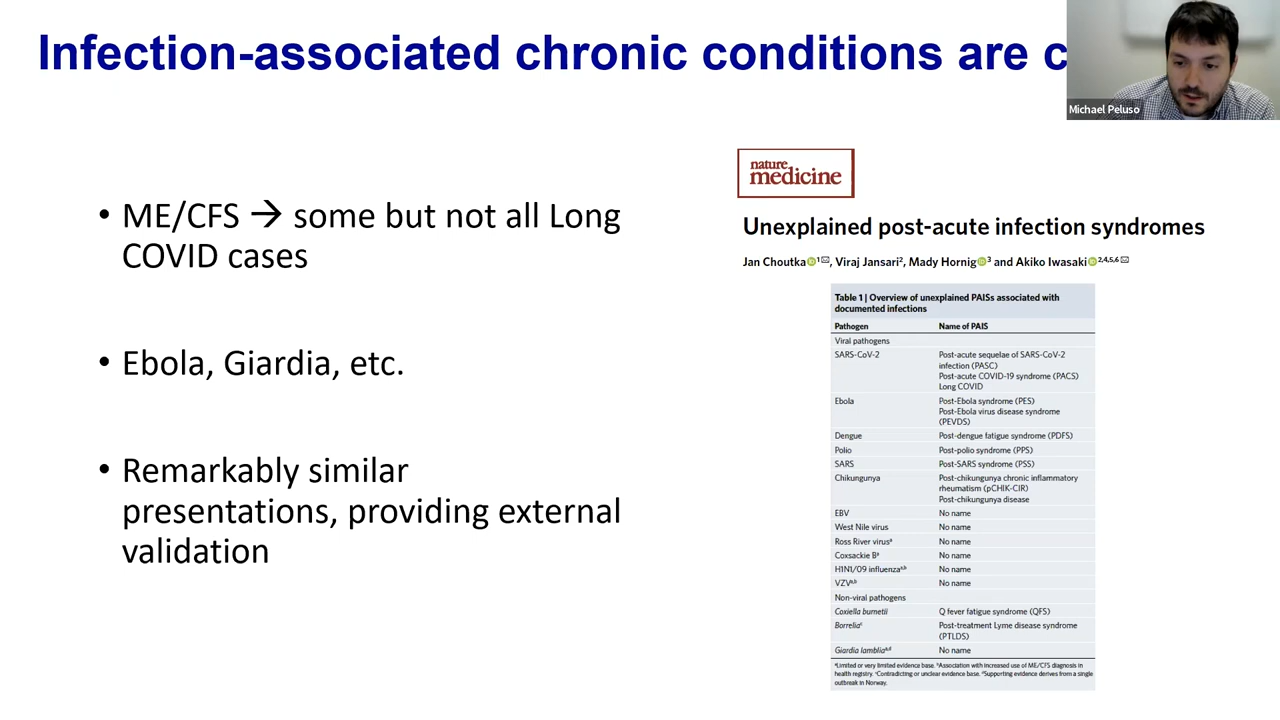 Infection-associated chronic conditions are c
Michael Peluso
• ME/CFS → some but not all Long
COVID cases
• Ebola, Giardia, etc.
• Remarkably similar
presentations, providing external
validation
nature
medicine
Unexplained post-acute infection syndromes
Jan Choutka 1, Viraj Jansari2, Mady Hornig 3 and Akiko Iwasaki 2,4,5,6
Table 1 | Overview of unexplained PAISs associated with
documented infections
Pathogen Name of PAIS
Viral pathogens
SARS-CoV-2 Post-acute sequelae of SARS-CoV-2
infection (PASC)
Post-acute COVID-19 syndrome (PACS)
Long COVID
Ebola Post-Ebola syndrome (PES)
Post-Ebola virus disease syndrome
(PEVDS)
Dengue Post-dengue fatigue syndrome (PDFS)
Polio Post-polio syndrome (PPS)
SARS Post-SARS syndrome (PSS)
Chikungunya Post-chikungunya chronic inflammatory
rheumatism (pCHIK-CIR)
Post-chikungunya disease
EBV No name
West Nile virus No name
Ross River virusa No name
Coxsackie Bb No name
H1N1/09 influenzaa,b No name
VZVa,b No name
Non-viral pathogens
Coxiella burnetii Q fever fatigue syndrome (QFS)
Borreliac Post-treatment Lyme disease syndrome
(PTLDS)
Giardia lambliaa,d No name
aLimited or very limited evidence base. bAssociation with increased use of ME/CFS diagnosis in
health registry. cContradicting or unclear evidence base. dSupporting evidence derives from a single
outbreak in Norway.